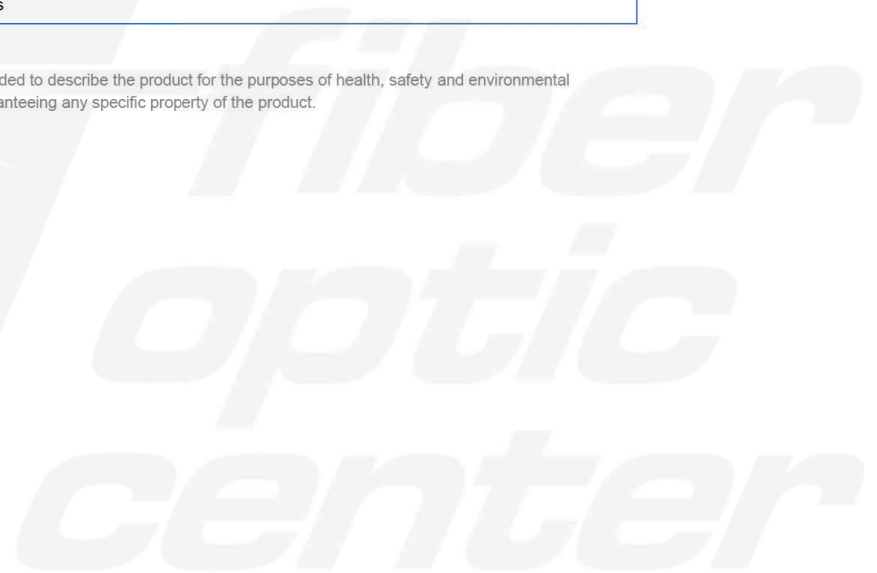 s
ded to describe the product for the purposes of health, safety and environmental
anteeing any specific property of the product.
fiber
optic
center